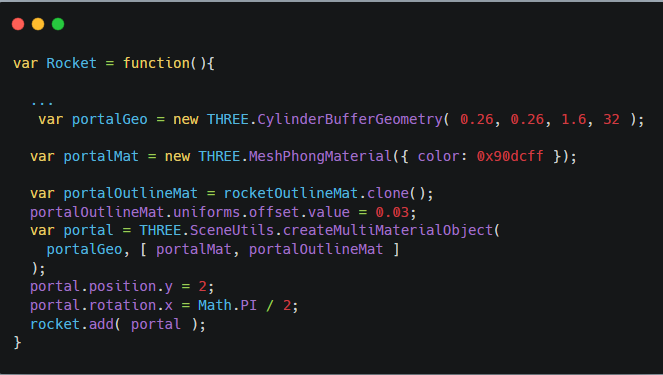 var Rocket = function(){
...
var portalGeo = new THREE.CylinderBufferGeometry( 0.26, 0.26, 1.6, 32 );
var portalMat = new THREE.MeshPhongMaterial({ color: 0x90dcff });
var portalOutlineMat = rocketOutlineMat.clone();
portalOutlineMat.uniforms.offset.value = 0.03;
var portal = THREE.SceneUtils.createMultiMaterialObject(
portalGeo, [ portalMat, portalOutlineMat ]
);
portal.position.y = 2;
portal.rotation.x = Math.PI / 2;
rocket.add( portal );
}